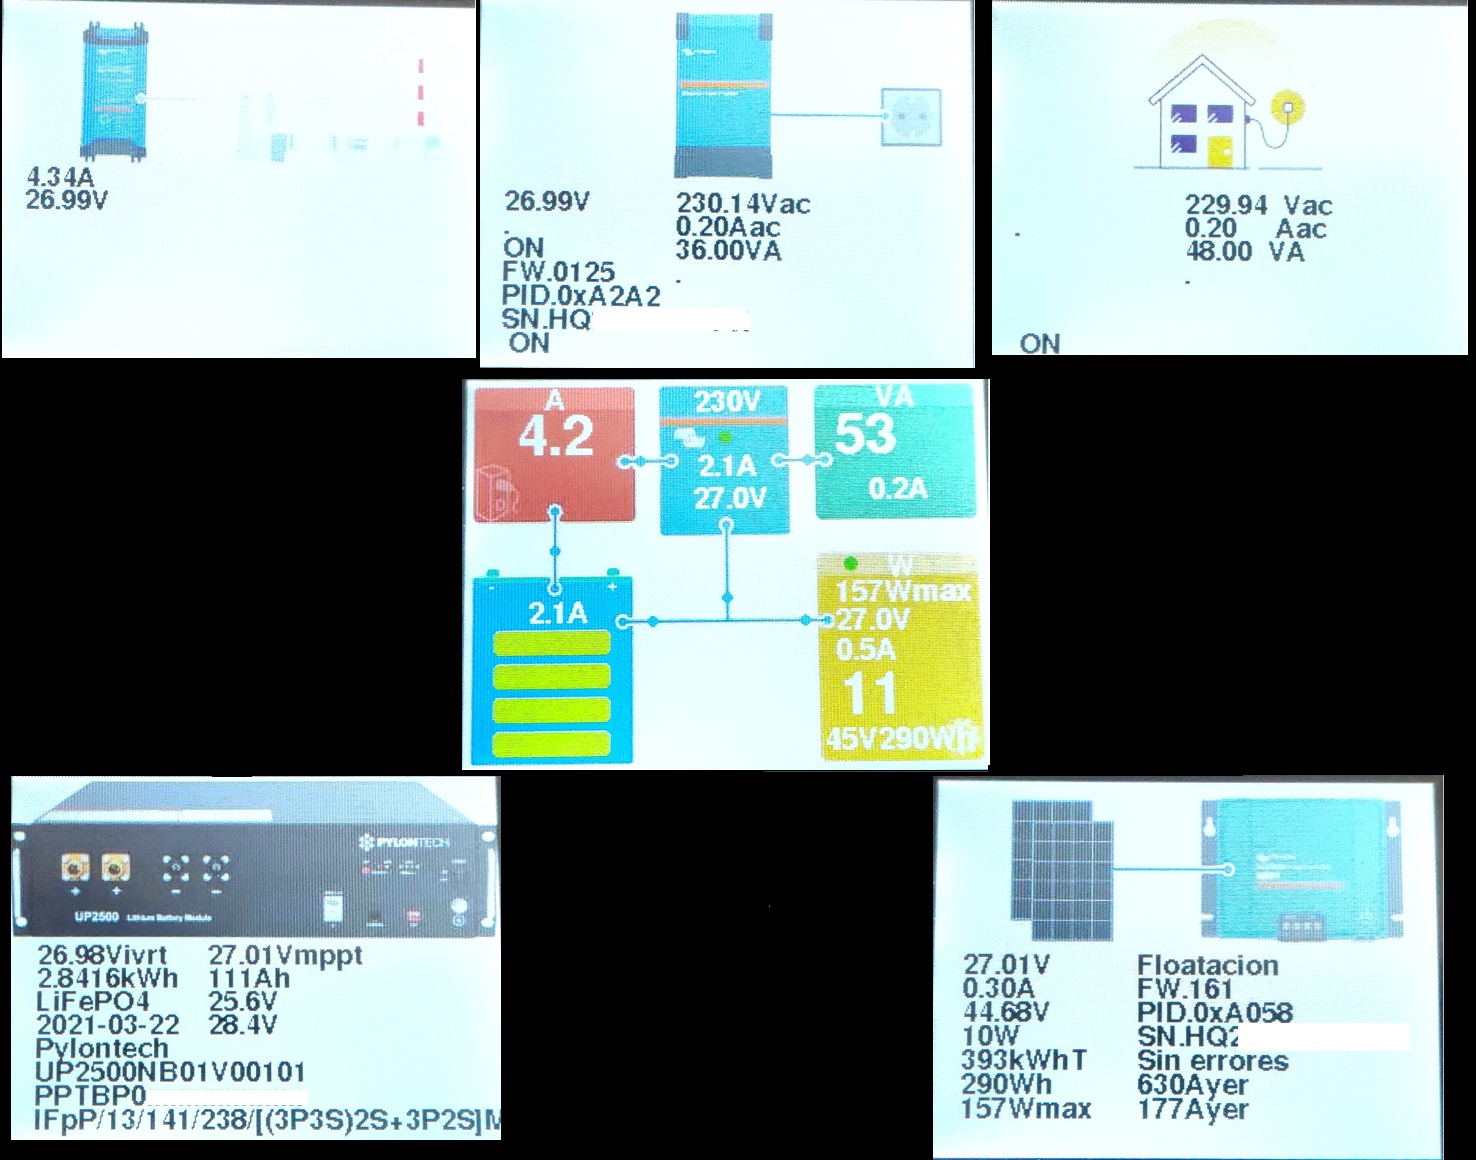 4.34A
26.99V
26.99V
ON
FW.0125
PID.0xA2A2
SN.HQ
ON
230.14Vac
0.20Aac
36.00VA
229.94 Vac
0.20 Aac
48.00 VA
ON
A
4.2
D
230V
2.1A
27.0V
VA
53
0.2A
- +
2.1A
W
157Wmax
27.0V
0.5A
11
45V290Wh
PYLONTECH
+ + - -
UP2500 Lithium Battery Module
26.98Vivrt 27.01Vmppt
2.8416kWh 111Ah
LiFePO4 25.6V
2021-03-22 28.4V
Pylontech
UP2500NB01V00101
PPTBP0
IFpP/13/141/238/[(3P3S)2S+3P2S]M
27.01V Floatacion
0.30A FW.161
44.68V PID.0xA058
10W SN.HQ2
393kWhT Sin errores
290Wh 630Ayer
157Wmax 177Ayer